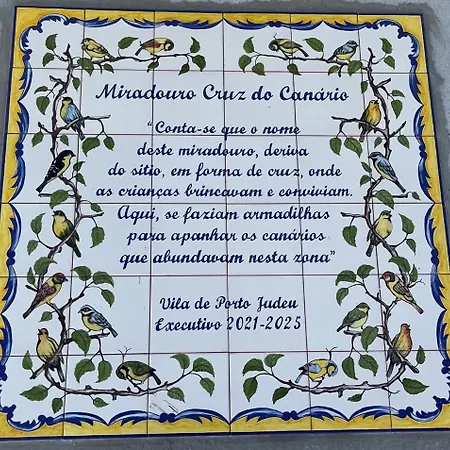 Miradouro Cruz do Canário
"Conta-se que o nome
deste miradouro, deriva
do sítio, em forma de cruz, onde
as crianças brincavam e conviviam.
Aqui, se faziam armadilhas
para apanhar os canários
que abundavam nesta zona"
Vila de Porto Judeu
Executivo 2021-2025